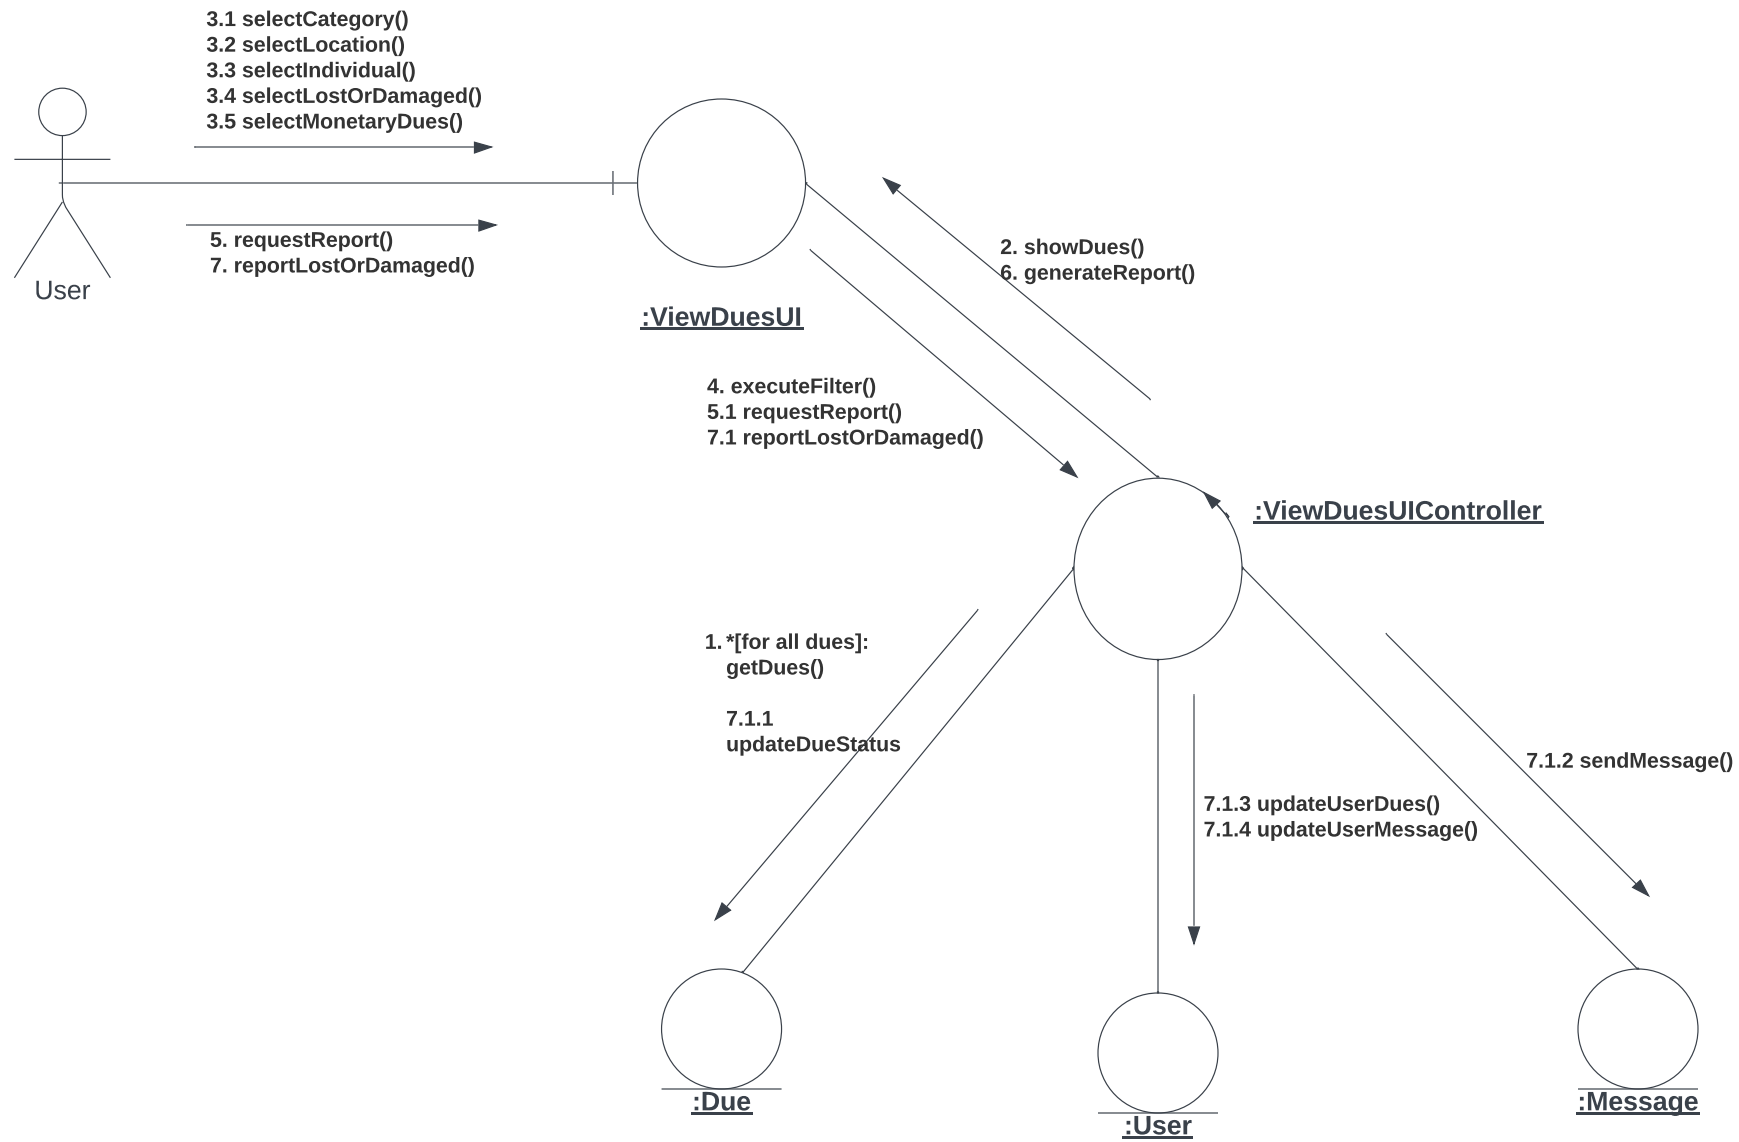 3.1 selectCategory()
3.2 selectLocation()
3.3 selectIndividual()
3.4 selectLostOrDamaged()
3.5 selectMonetaryDues()
5. requestReport()
7. reportLostOrDamaged()
User
:ViewDuesUI
2. showDues()
6. generateReport()
4. executeFilter()
5.1 requestReport()
7.1 reportLostOrDamaged()
:ViewDuesUIController
1. *[for all dues]:
getDues()
7.1.1
updateDueStatus
7.1.2 sendMessage()
7.1.3 updateUserDues()
7.1.4 updateUserMessage()
:Due
:User
:Message